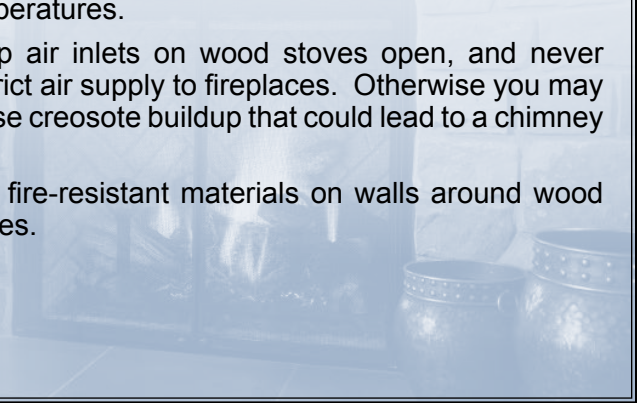 peratures.
p air inlets on wood stoves open, and never
rict air supply to fireplaces. Otherwise you may
se creosote buildup that could lead to a chimney
fire-resistant materials on walls around wood
es.